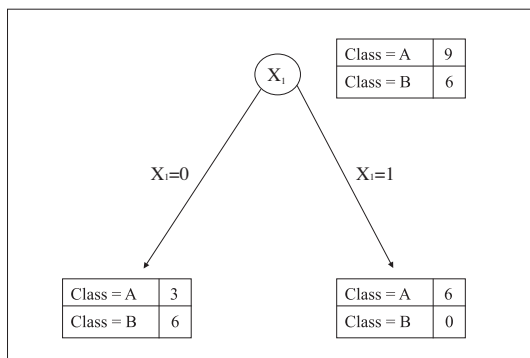 Class = A 9
Class = B 6
X₁
X₁=0
X₁=1
Class = A 3
Class = B 6
Class = A 6
Class = B 0